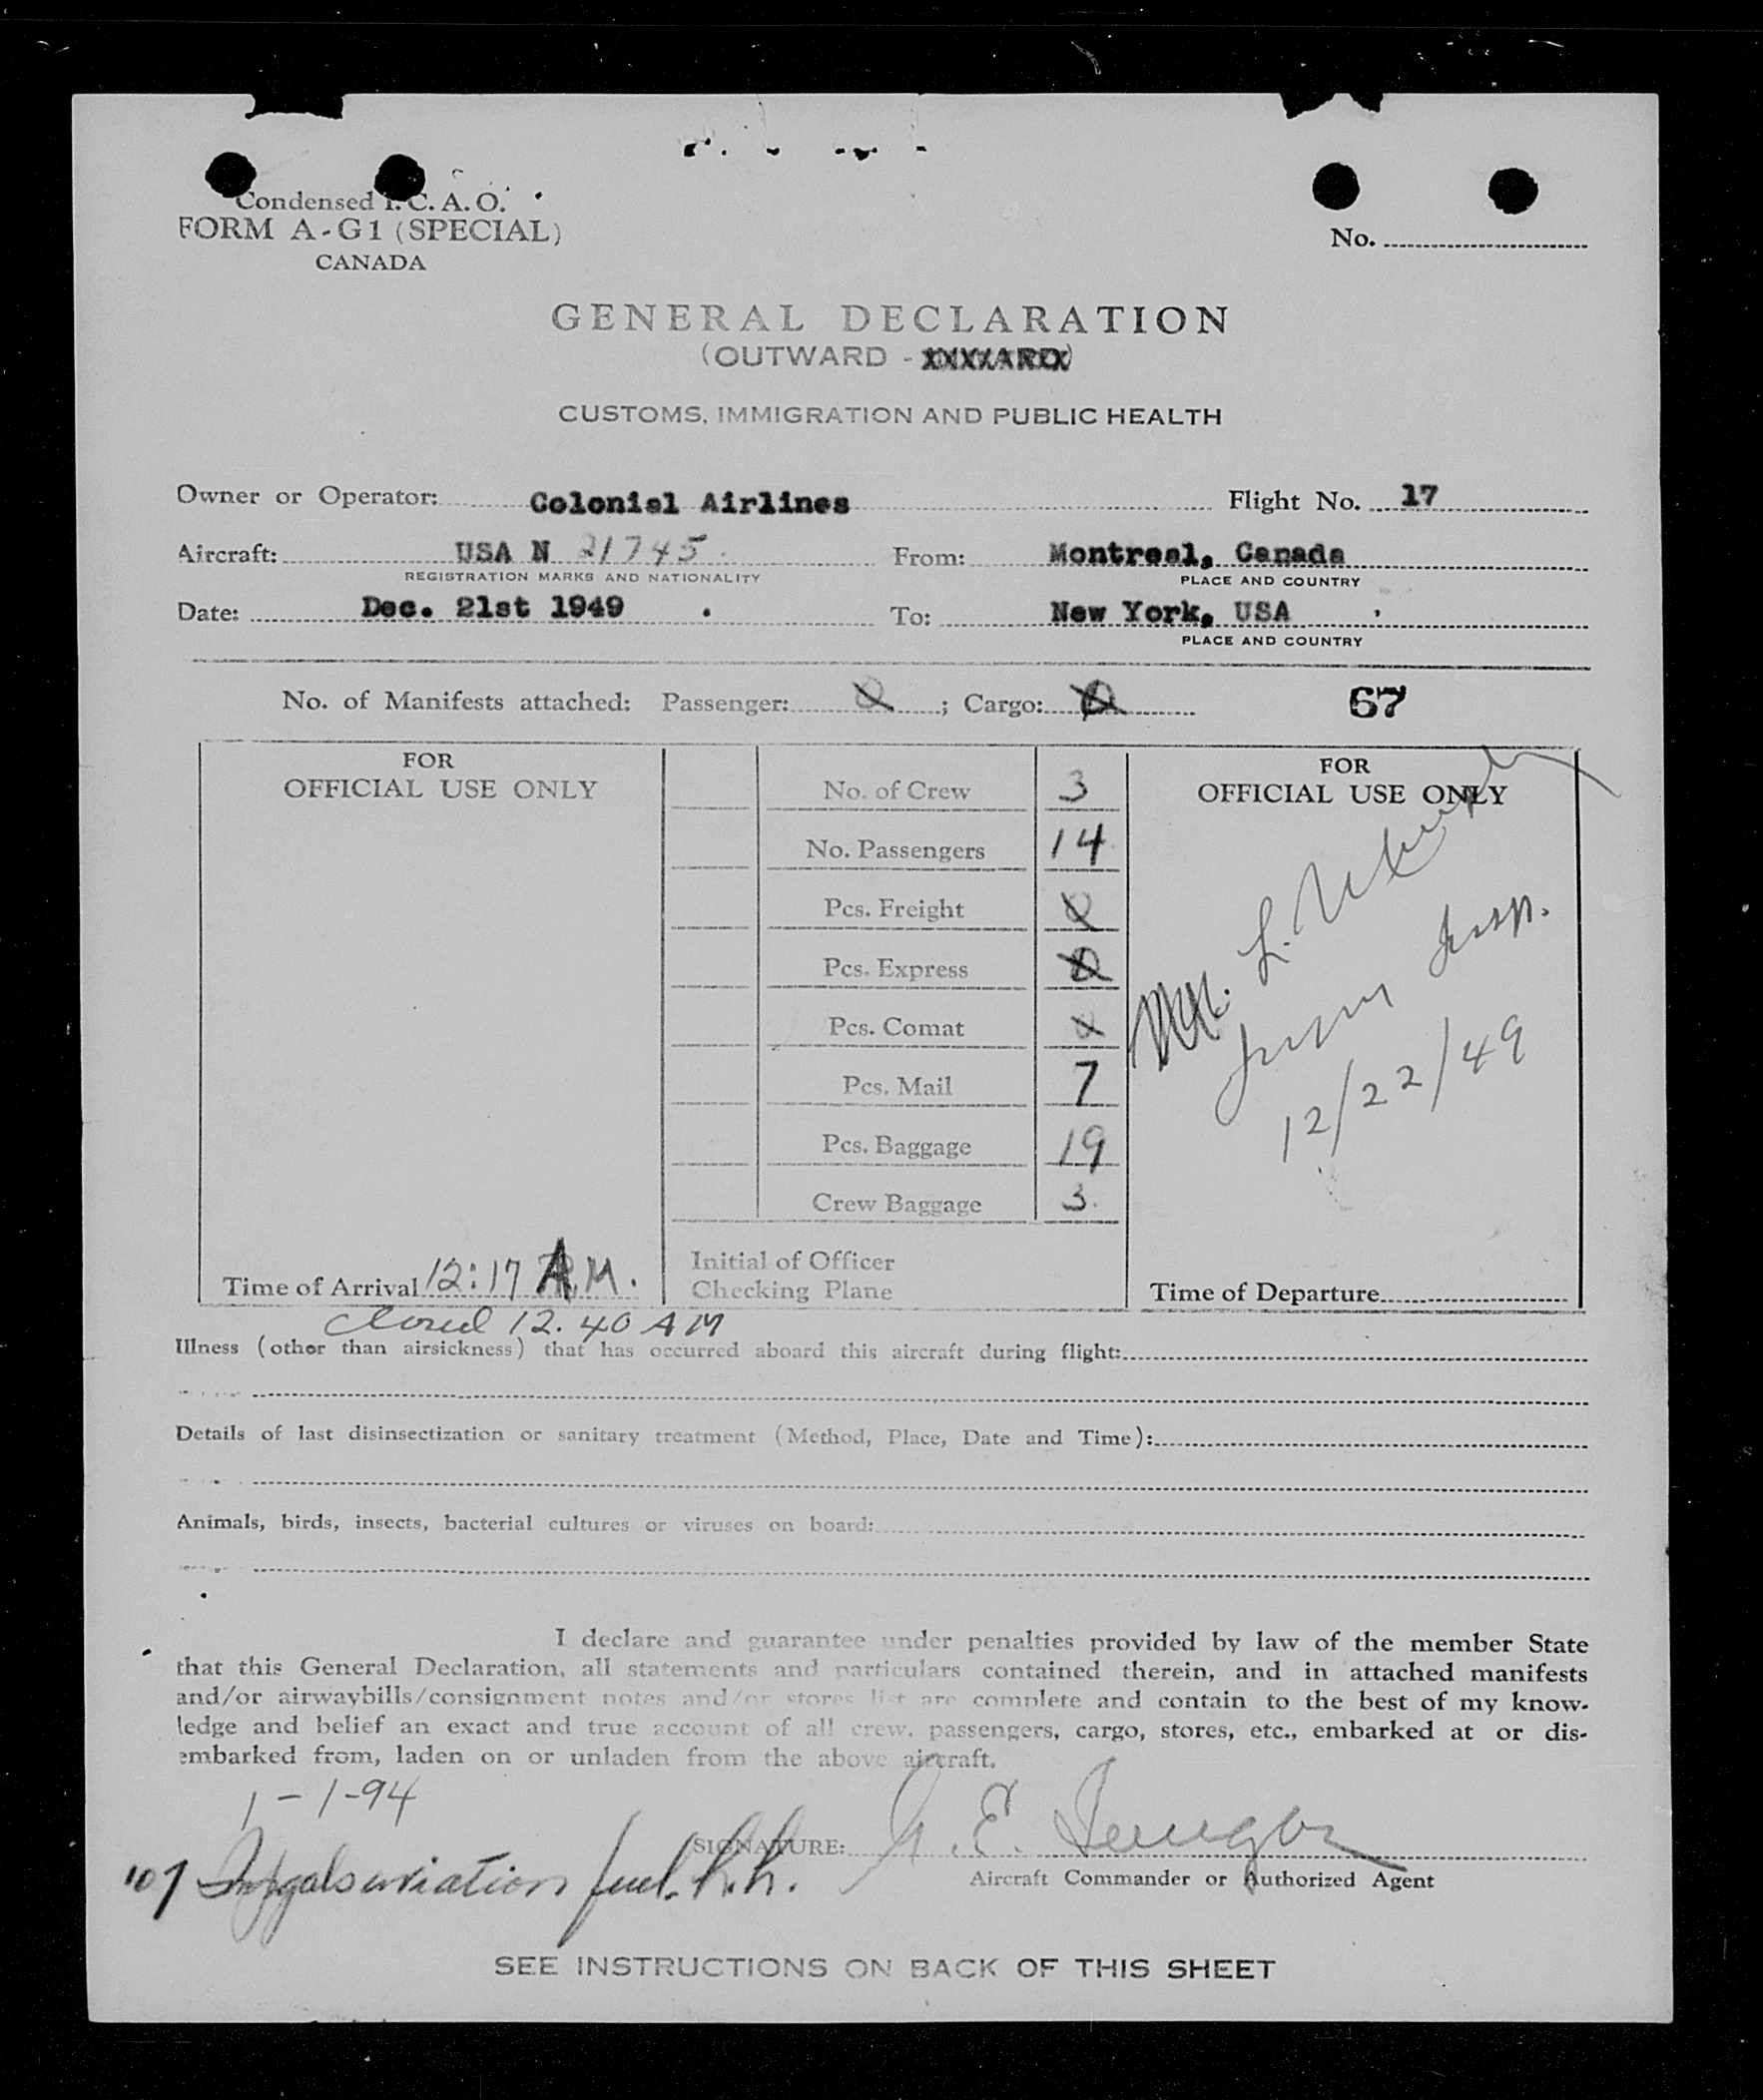 Condensed I. C. A. O.
FORM A-G1 (SPECIAL)
CANADA
No.
GENERAL DECLARATION
(OUTWARD - XXXXARDX)
CUSTOMS, IMMIGRATION AND PUBLIC HEALTH
Owner or Operator: Colonial Airlines Flight No. 17
Aircraft: USA N 21745 From: Montreal, Canada
REGISTRATION MARKS AND NATIONALITY PLACE AND COUNTRY
Date: Dec. 21st 1949 To: New York, USA
PLACE AND COUNTRY
No. of Manifests attached: Passenger: 0 ; Cargo: 0 67
FOR
OFFICIAL USE ONLY
No. of Crew 3
No. Passengers 14
Pcs. Freight 0
Pcs. Express 0
Pcs. Comat 0
Pcs. Mail 7
Pcs. Baggage 19
Crew Baggage 3
Initial of Officer
Checking Plane
FOR
OFFICIAL USE ONLY
L.
Imm Insp.
12/22/49
Time of Arrival 12:17 A.M.
Time of Departure
Closed 12.40 AM
Illness (other than airsickness) that has occurred aboard this aircraft during flight:
Details of last disinsectization or sanitary treatment (Method, Place, Date and Time):
Animals, birds, insects, bacterial cultures or viruses on board:
I declare and guarantee under penalties provided by law of the member State
that this General Declaration, all statements and particulars contained therein, and in attached manifests
and/or airwaybills/consignment notes and/or stores list are complete and contain to the best of my know-
ledge and belief an exact and true account of all crew, passengers, cargo, stores, etc., embarked at or dis-
embarked from, laden on or unladen from the above aircraft.
1-1-94
SIGNATURE:
Aircraft Commander or Authorized Agent
107 gals aviation fuel.
SEE INSTRUCTIONS ON BACK OF THIS SHEET